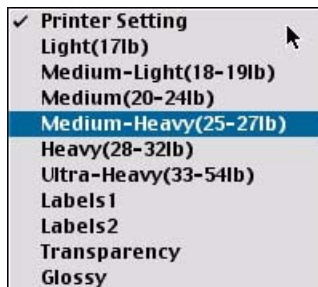 ✓ Printer Setting
Light(17lb)
Medium-Light(18-19lb)
Medium(20-24lb)
Medium-Heavy(25-27lb)
Heavy(28-32lb)
Ultra-Heavy(33-54lb)
Labels1
Labels2
Transparency
Glossy